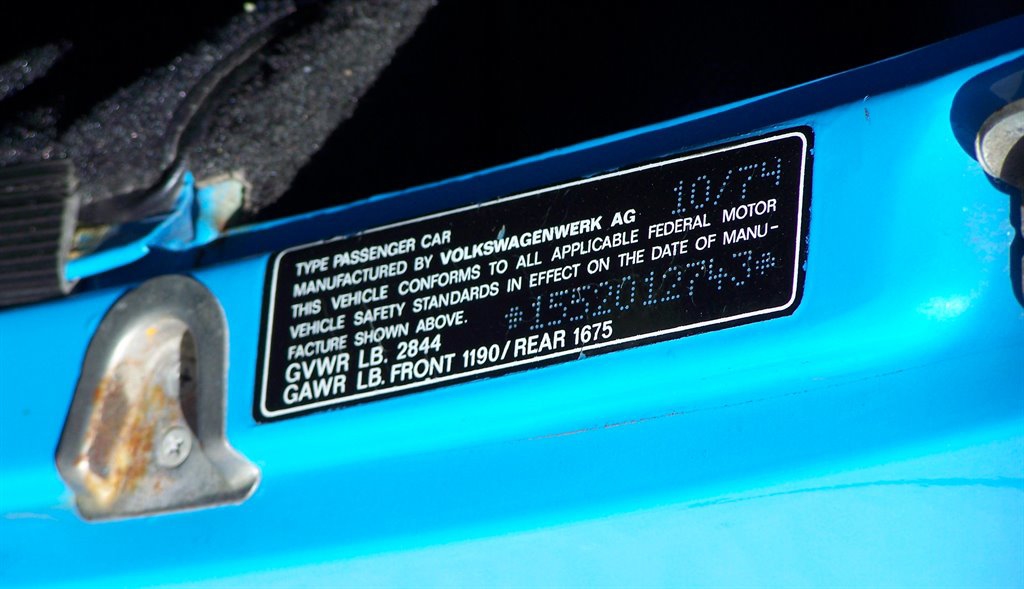 TYPE PASSENGER CAR
MANUFACTURED BY VOLKSWAGENWERK AG 10/74
THIS VEHICLE CONFORMS TO ALL APPLICABLE FEDERAL MOTOR
VEHICLE SAFETY STANDARDS IN EFFECT ON THE DATE OF MANU-
FACTURE SHOWN ABOVE. *1552012743*
GVWR LB. 2844
GAWR LB. FRONT 1190/REAR 1675